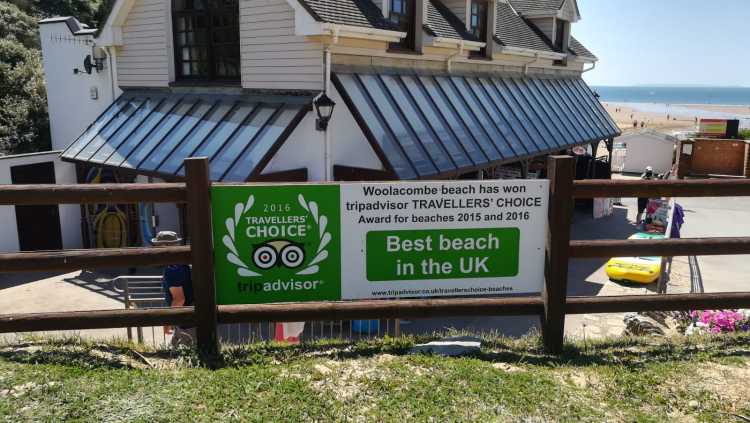 2016
TRAVELLERS'
CHOICE®
tripadvisor®
Woolacombe beach has won
tripadvisor TRAVELLERS' CHOICE
Award for beaches 2015 and 2016
Best beach
in the UK
www.tripadvisor.co.uk/travellerschoice-beaches